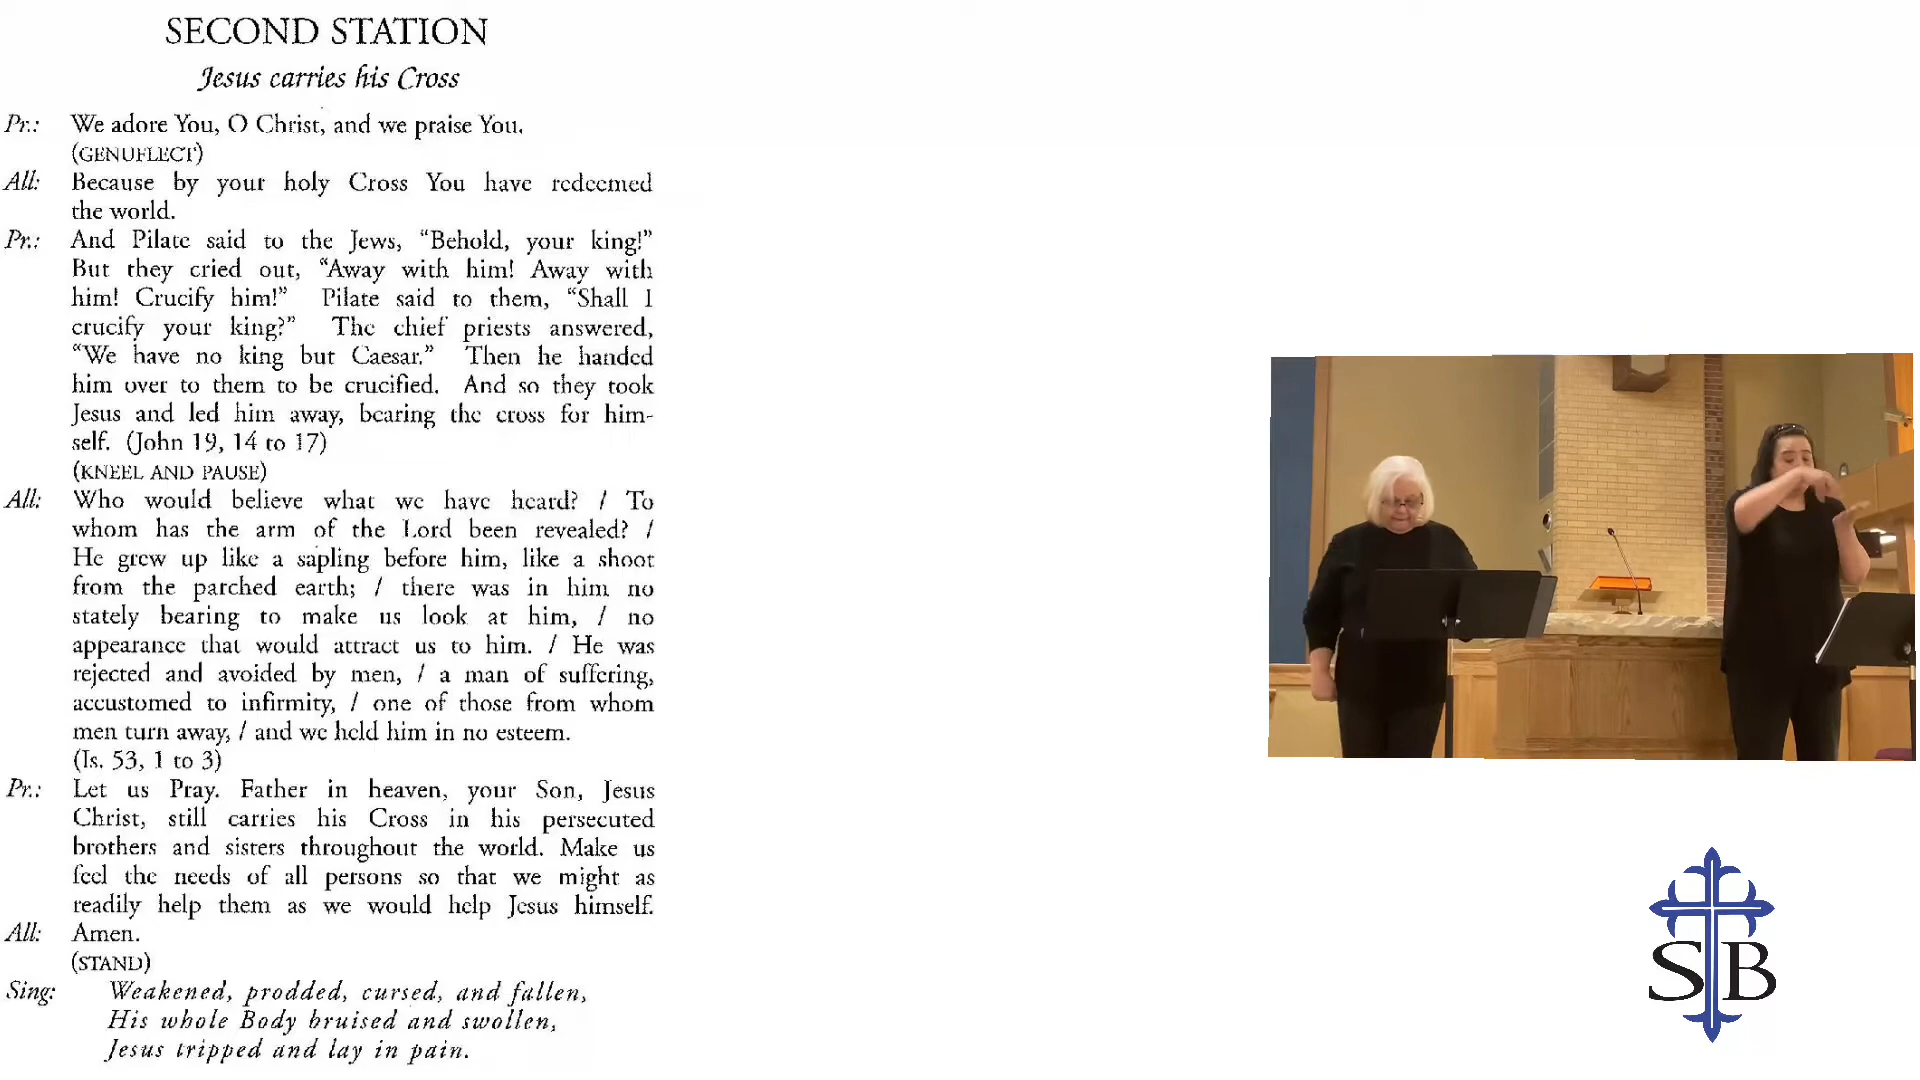 SECOND STATION
Jesus carries his Cross
Pr.: We adore You, O Christ, and we praise You.
(GENUFLECT)
All: Because by your holy Cross You have redeemed
the world.
Pr.: And Pilate said to the Jews, “Behold, your king!”
But they cried out, “Away with him! Away with
him! Crucify him!” Pilate said to them, “Shall I
crucify your king?” The chief priests answered,
“We have no king but Caesar.” Then he handed
him over to them to be crucified. And so they took
Jesus and led him away, bearing the cross for him-
self. (John 19, 14 to 17)
(KNEEL AND PAUSE)
All: Who would believe what we have heard? / To
whom has the arm of the Lord been revealed? /
He grew up like a sapling before him, like a shoot
from the parched earth; / there was in him no
stately bearing to make us look at him, / no
appearance that would attract us to him. / He was
rejected and avoided by men, / a man of suffering,
accustomed to infirmity, / one of those from whom
men turn away, / and we held him in no esteem.
(Is. 53, 1 to 3)
Pr.: Let us Pray. Father in heaven, your Son, Jesus
Christ, still carries his Cross in his persecuted
brothers and sisters throughout the world. Make us
feel the needs of all persons so that we might as
readily help them as we would help Jesus himself.
All: Amen.
(STAND)
Sing: Weakened, prodded, cursed, and fallen,
His whole Body bruised and swollen,
Jesus tripped and lay in pain.
SB